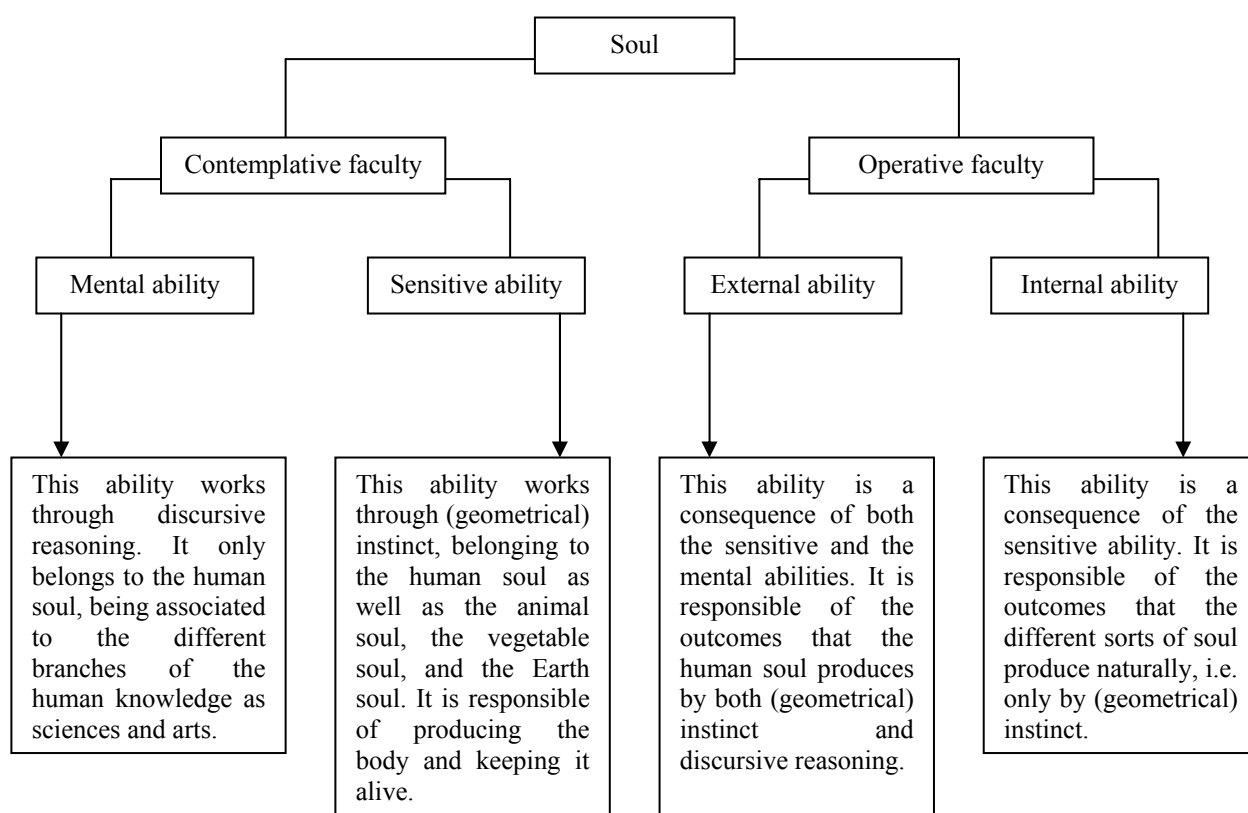 Soul
Contemplative faculty
Operative faculty
Mental ability
Sensitive ability
External ability
Internal ability
This ability works
through discursive
reasoning. It only
belongs to the human
soul, being associated
to the different
branches of the
human knowledge as
sciences and arts.
This ability works
through (geometrical)
instinct, belonging to
the human soul as
well as the animal
soul, the vegetable
soul, and the Earth
soul. It is responsible
of producing the
body and keeping it
alive.
This ability is a
consequence of both
the sensitive and the
mental abilities. It is
responsible of the
outcomes that the
human soul produces
by both (geometrical)
instinct and
discursive reasoning.
This ability is a
consequence of the
sensitive ability. It is
responsible of the
outcomes that the
different sorts of soul
produce naturally, i.e.
only by (geometrical)
instinct.